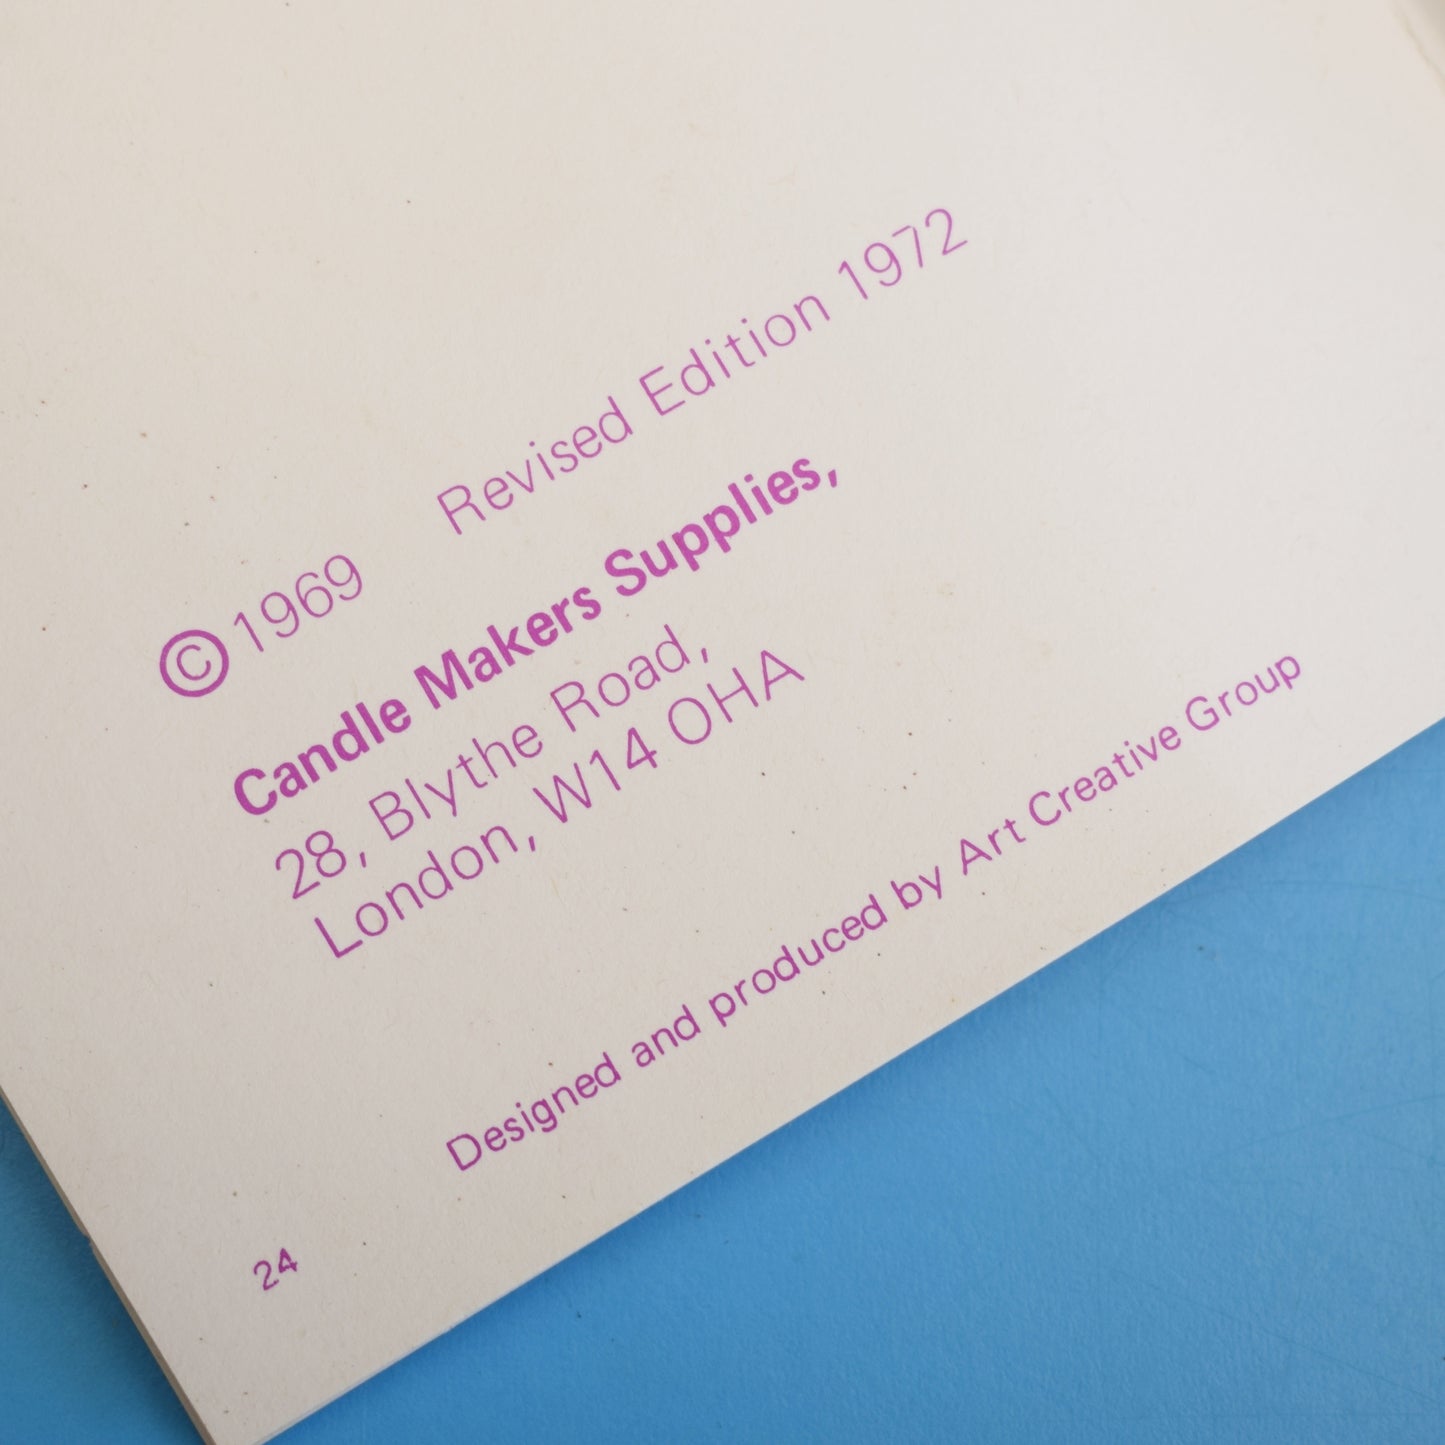 © 1969 Revised Edition 1972
Candle Makers Supplies,
28, Blythe Road,
London, W14 OHA
Designed and produced by Art Creative Group
24